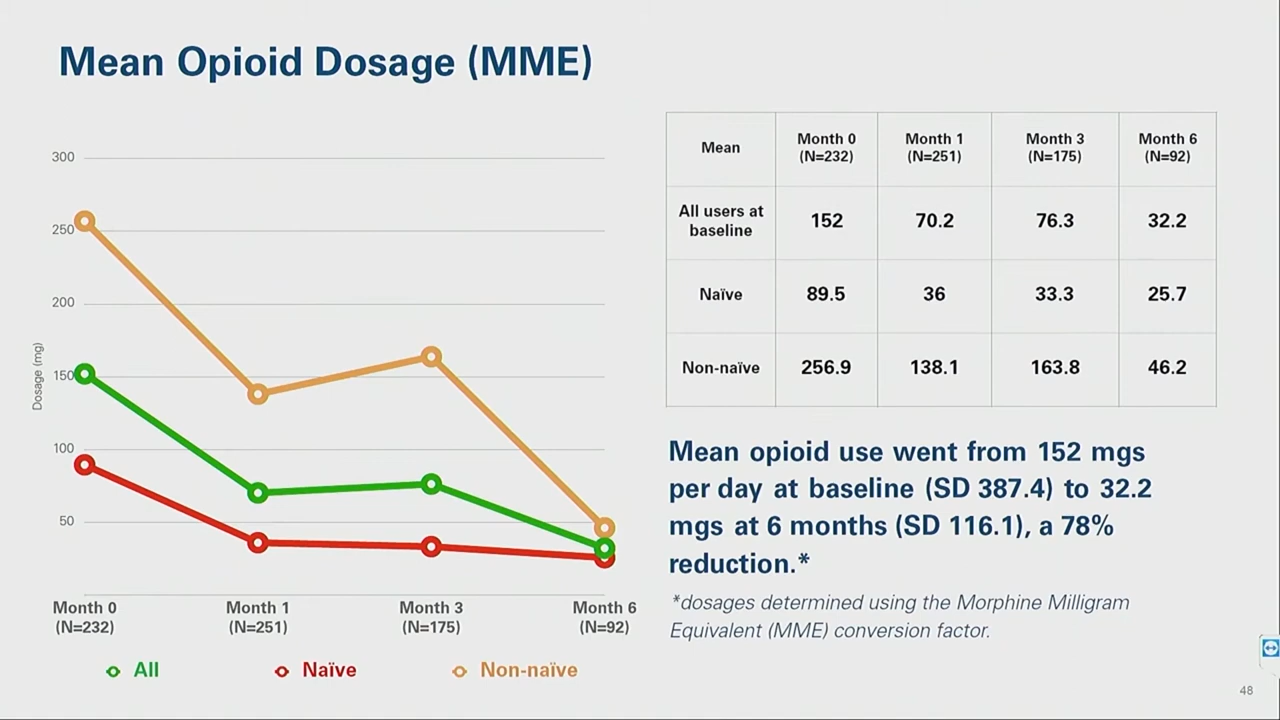 Mean Opioid Dosage (MME)
300
250
200
150
100
50
Dosage (mg)
Month 0 Month 1 Month 3 Month 6
(N=232) (N=251) (N=175) (N=92)
All Naïve Non-naïve
Mean Month 0 (N=232) Month 1 (N=251) Month 3 (N=175) Month 6 (N=92)
All users at baseline 152 70.2 76.3 32.2
Naïve 89.5 36 33.3 25.7
Non-naïve 256.9 138.1 163.8 46.2
Mean opioid use went from 152 mgs
per day at baseline (SD 387.4) to 32.2
mgs at 6 months (SD 116.1), a 78%
reduction.*
*dosages determined using the Morphine Milligram
Equivalent (MME) conversion factor.
48